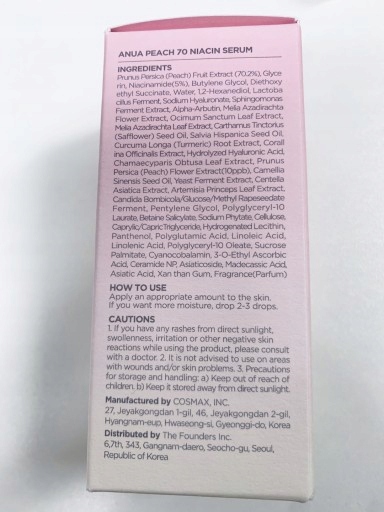 ANUA PEACH 70 NIACIN SERUM
INGREDIENTS
Prunus Persica (Peach) Fruit Extract (70.2%), Glyce
rin, Niacinamide(5%), Butylene Glycol, Diethoxy
ethyl Succinate, Water, 1,2-Hexanediol, Lactoba
cillus Ferment, Sodium Hyaluronate, Sphingomonas
Ferment Extract, Alpha-Arbutin, Melia Azadirachta
Flower Extract, Ocimum Sanctum Leaf Extract,
Melia Azadirachta Leaf Extract, Carthamus Tinctorius
(Safflower) Seed Oil, Salvia Hispanica Seed Oil,
Curcuma Longa (Turmeric) Root Extract, Corall
ina Officinalis Extract, Hydrolyzed Hyaluronic Acid,
Chamaecyparis Obtusa Leaf Extract, Prunus
Persica (Peach) Flower Extract(10ppb), Camellia
Sinensis Seed Oil, Yeast Ferment Extract, Centella
Asiatica Extract, Artemisia Princeps Leaf Extract,
Candida Bombicola/Glucose/Methyl Rapeseedate
Ferment, Pentylene Glycol, Polyglyceryl-10
Laurate, Betaine Salicylate, Sodium Phytate, Cellulose,
Caprylic/Capric Triglyceride, Hydrogenated Lecithin,
Panthenol, Polyglutamic Acid, Linoleic Acid,
Linolenic Acid, Polyglyceryl-10 Oleate, Sucrose
Palmitate, Cyanocobalamin, 3-O-Ethyl Ascorbic
Acid, Ceramide NP, Asiaticoside, Madecassic Acid,
Asiatic Acid, Xan than Gum, Fragrance(Parfum)
HOW TO USE
Apply an appropriate amount to the skin.
If you want more moisture, drop 2-3 drops.
CAUTIONS
1. If you have any rashes from direct sunlight,
swollenness, irritation or other negative skin
reactions while using the product, please consult
with a doctor. 2. It is not advised to use on areas
with wounds and/or skin problems. 3. Precautions
for storage and handling: a) Keep out of reach of
children. b) Keep it stored away from direct sunlight.
Manufactured by COSMAX, INC.
27, Jeyakgongdan 1-gil, 46, Jeyakgongdan 2-gil,
Hyangnam-eup, Hwaseong-si, Gyeonggi-do, Korea
Distributed by The Founders Inc.
6,7th, 343, Gangnam-daero, Seocho-gu, Seoul,
Republic of Korea